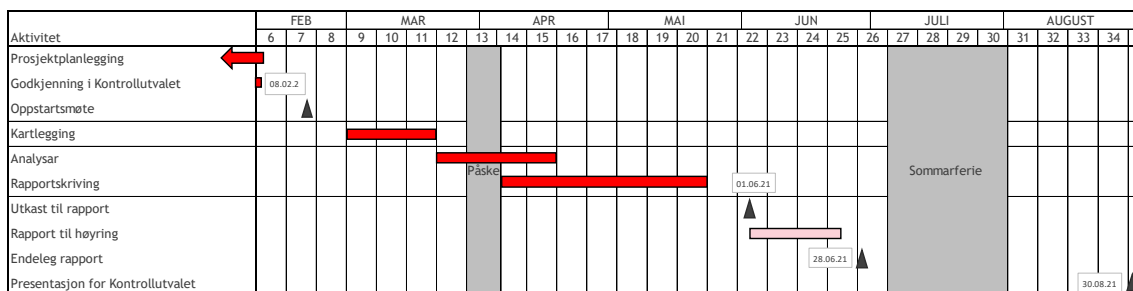 FEB MAR APR MAI JUN JULI AUGUST
Aktivitet 6 7 8 9 10 11 12 13 14 15 16 17 18 19 20 21 22 23 24 25 26 27 28 29 30 31 32 33 34
Prosjektplanlegging
Godkjenning i Kontrollutvalet 08.02.2
Oppstartsmøte
Kartlegging
Analysar
Påske Sommarferie
Rapportskriving 01.06.21
Utkast til rapport
Rapport til høyring
Endeleg rapport 28.06.21
Presentasjon for Kontrollutvalet 30.08.21